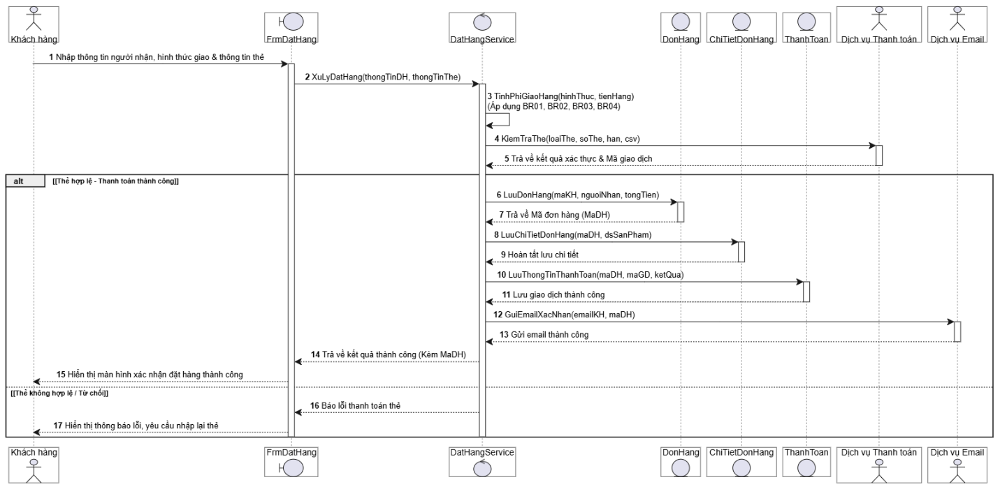 Khách hàng
FrmDatHang
DatHangService
DonHang
ChiTietDonHang
ThanhToan
Dịch vụ Thanh toán
Dịch vụ Email
1 Nhập thông tin người nhận, hình thức giao & thông tin thẻ
2 XuLyDatHang(thongTinDH, thongTinThe)
3 TinhPhiGiaoHang(hinhThuc, tienHang)
(Áp dụng BR01, BR02, BR03, BR04)
4 KiemTraThe(loaiThe, soThe, han, csv)
5 Trả về kết quả xác thực & Mã giao dịch
alt
[[Thẻ hợp lệ - Thanh toán thành công]]
6 LuuDonHang(maKH, nguoiNhan, tongTien)
7 Trả về Mã đơn hàng (MaDH)
8 LuuChiTietDonHang(maDH, dsSanPham)
9 Hoàn tất lưu chi tiết
10 LuuThongTinThanhToan(maDH, maGD, ketQua)
11 Lưu giao dịch thành công
12 GuiEmailXacNhan(emailKH, maDH)
13 Gửi email thành công
14 Trả về kết quả thành công (Kèm MaDH)
15 Hiển thị màn hình xác nhận đặt hàng thành công
[[Thẻ không hợp lệ / Từ chối]]
16 Báo lỗi thanh toán thẻ
17 Hiển thị thông báo lỗi, yêu cầu nhập lại thẻ
Khách hàng
FrmDatHang
DatHangService
DonHang
ChiTietDonHang
ThanhToan
Dịch vụ Thanh toán
Dịch vụ Email